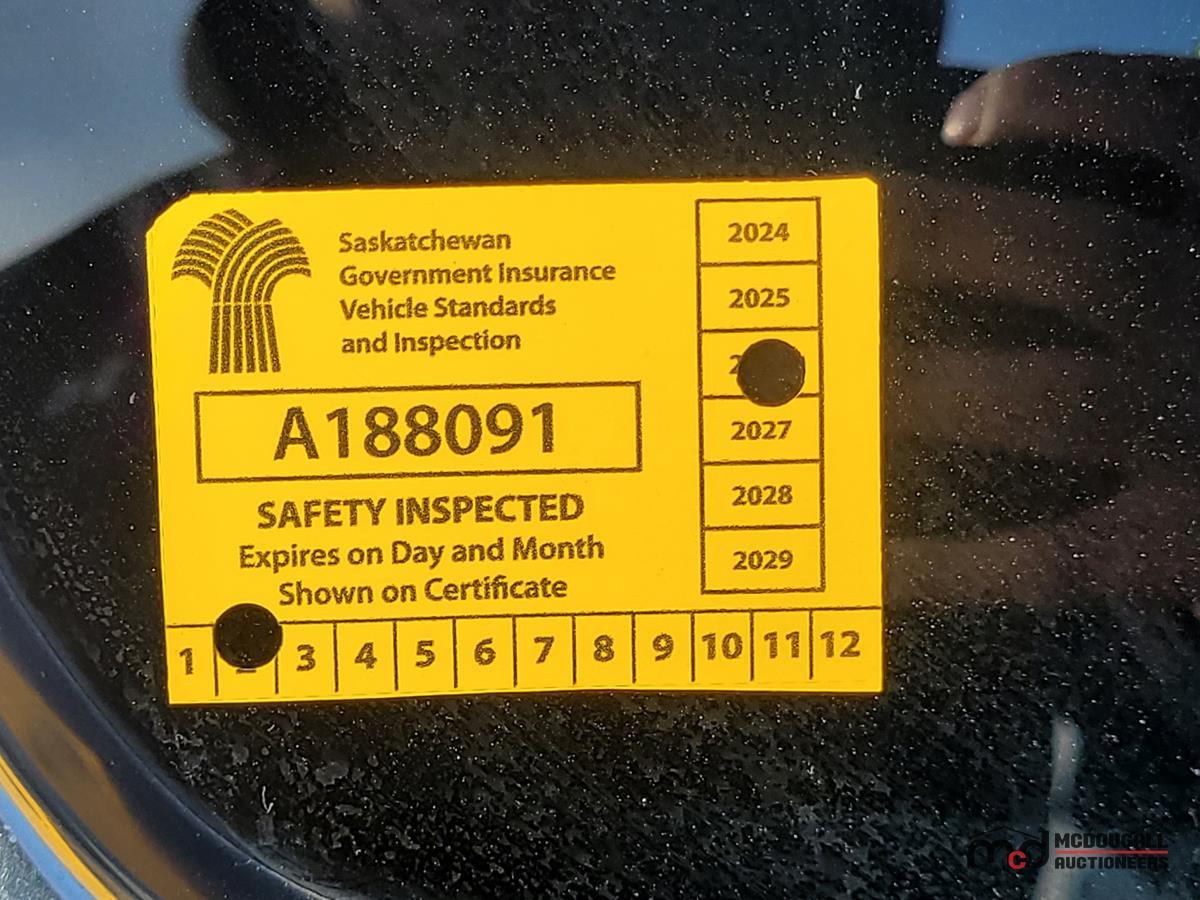 Saskatchewan
Government Insurance
Vehicle Standards
and Inspection
A188091
SAFETY INSPECTED
Expires on Day and Month
Shown on Certificate
2024
2025
2027
2028
2029
1 3 4 5 6 7 8 9 10 11 12
mcd MCDOUGALL
AUCTIONEERS